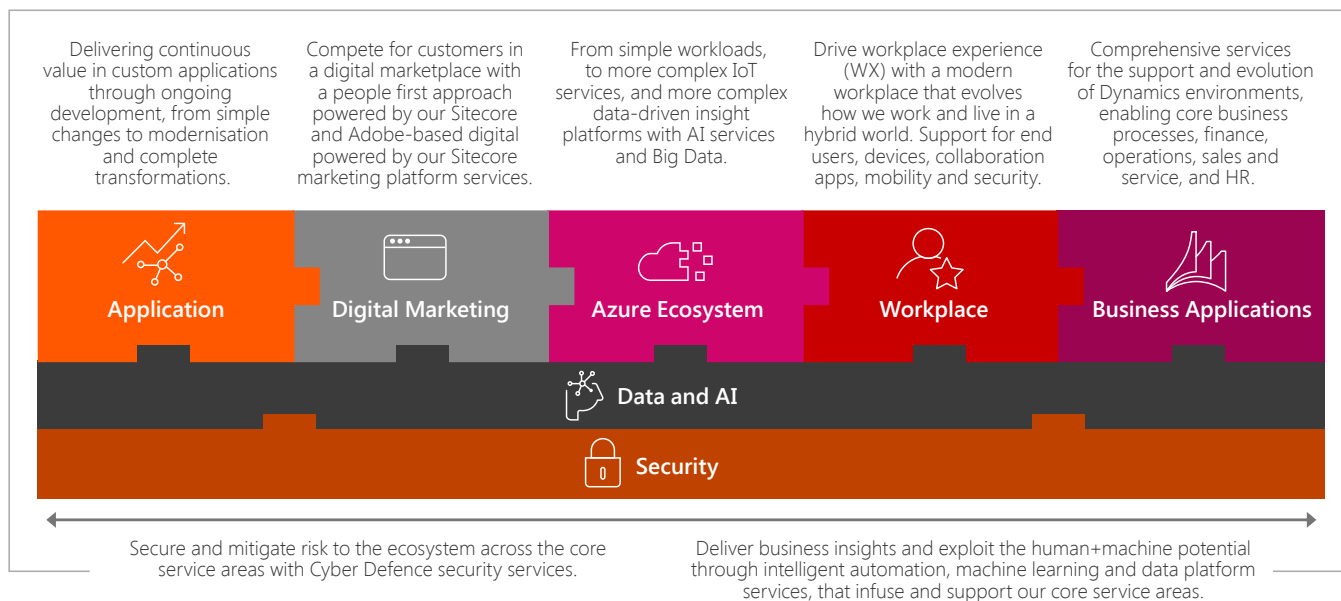 Delivering continuous
value in custom applications
through ongoing
development, from simple
changes to modernisation
and complete
transformations.
Compete for customers in
a digital marketplace with
a people first approach
powered by our Sitecore
and Adobe-based digital
powered by our Sitecore
marketing platform services.
From simple workloads,
to more complex IoT
services, and more complex
data-driven insight
platforms with AI services
and Big Data.
Drive workplace experience
(WX) with a modern
workplace that evolves
how we work and live in a
hybrid world. Support for end
users, devices, collaboration
apps, mobility and security.
Comprehensive services
for the support and evolution
of Dynamics environments,
enabling core business
processes, finance,
operations, sales and
service, and HR.
Application
Digital Marketing
Azure Ecosystem
Workplace
Business Applications
Data and AI
Security
Secure and mitigate risk to the ecosystem across the core
service areas with Cyber Defence security services.
Deliver business insights and exploit the human+machine potential
through intelligent automation, machine learning and data platform
services, that infuse and support our core service areas.